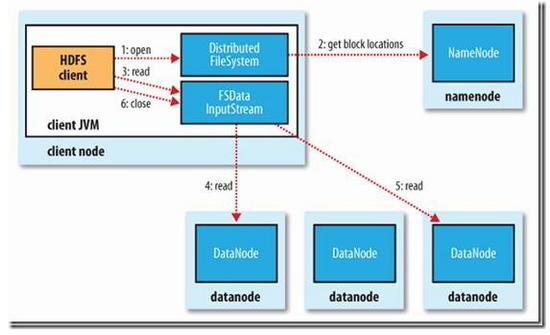 HDFS
client
1: open
3: read
6: close
Distributed
FileSystem
FSData
InputStream
2: get block locations
NameNode
namenode
client JVM
client node
4: read
5: read
DataNode
DataNode
DataNode
datanode
datanode
datanode